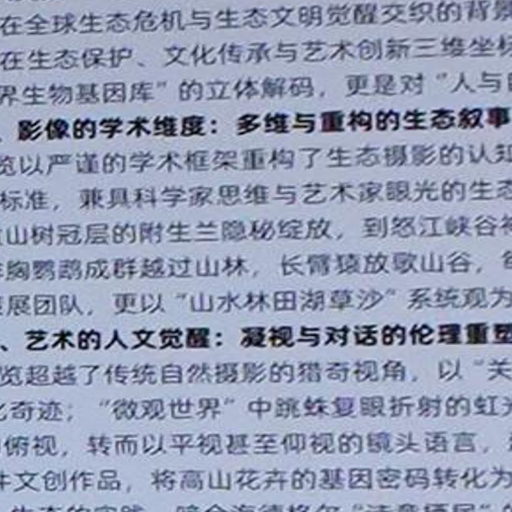 在全球生态危机与生态文明觉醒交织的背景
在生态保护、文化传承与艺术创新三维坐标
界生物基因库”的立体解码，更是对“人与自
、影像的学术维度：多维与重构的生态叙事
览以严谨的学术框架重构了生态摄影的认知
标准，兼具科学家思维与艺术家眼光的生态
山树冠层的附生兰隐秘绽放，到怒江峡谷
胸鹦鹉成群越过山林，长臂猿放歌山谷，
展团队，更以“山水林田湖草沙”系统观为
、艺术的人文觉醒：凝视与对话的伦理重塑
览超越了传统自然摄影的猎奇视角，以“关
奇迹；“微观世界”中跳蛛复眼折射的虹光
俯视，转而以平视甚至仰视的镜头语言，
件文创作品，将高山花卉的基因密码转化为